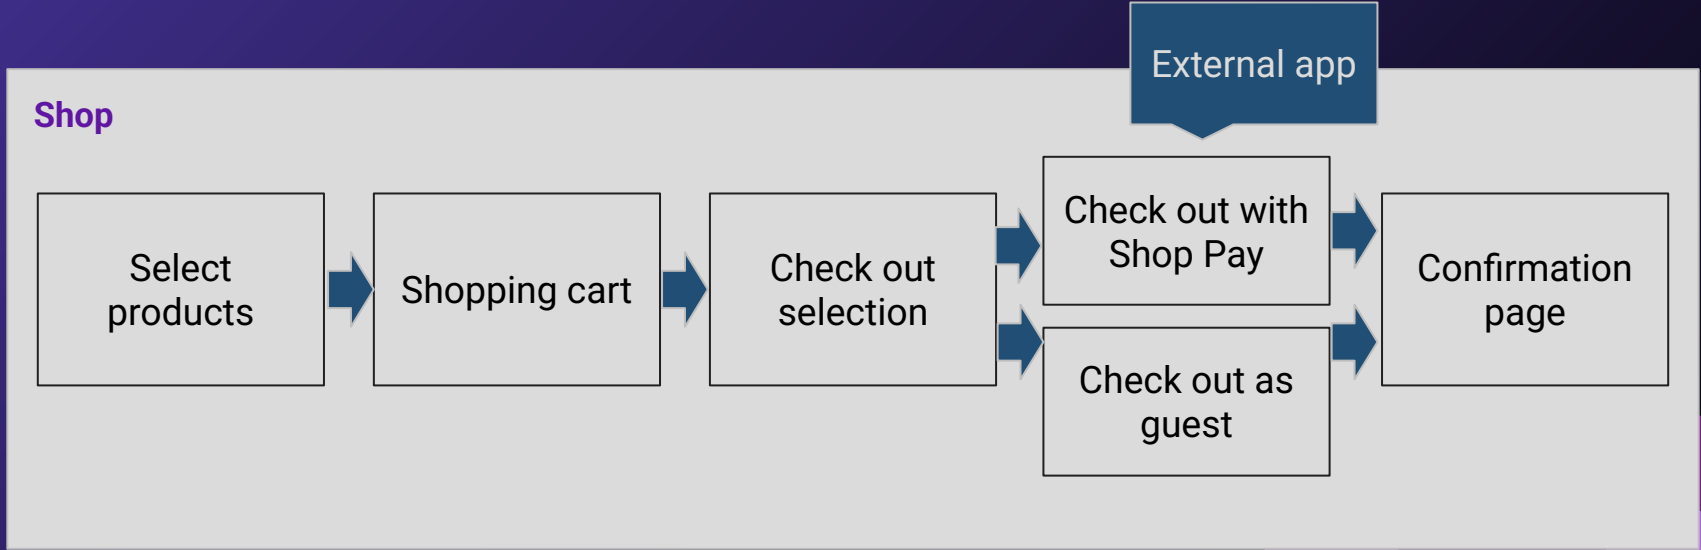 External app
Shop
Select
products
Shopping cart
Check out
selection
Check out with
Shop Pay
Check out as
guest
Confirmation
page